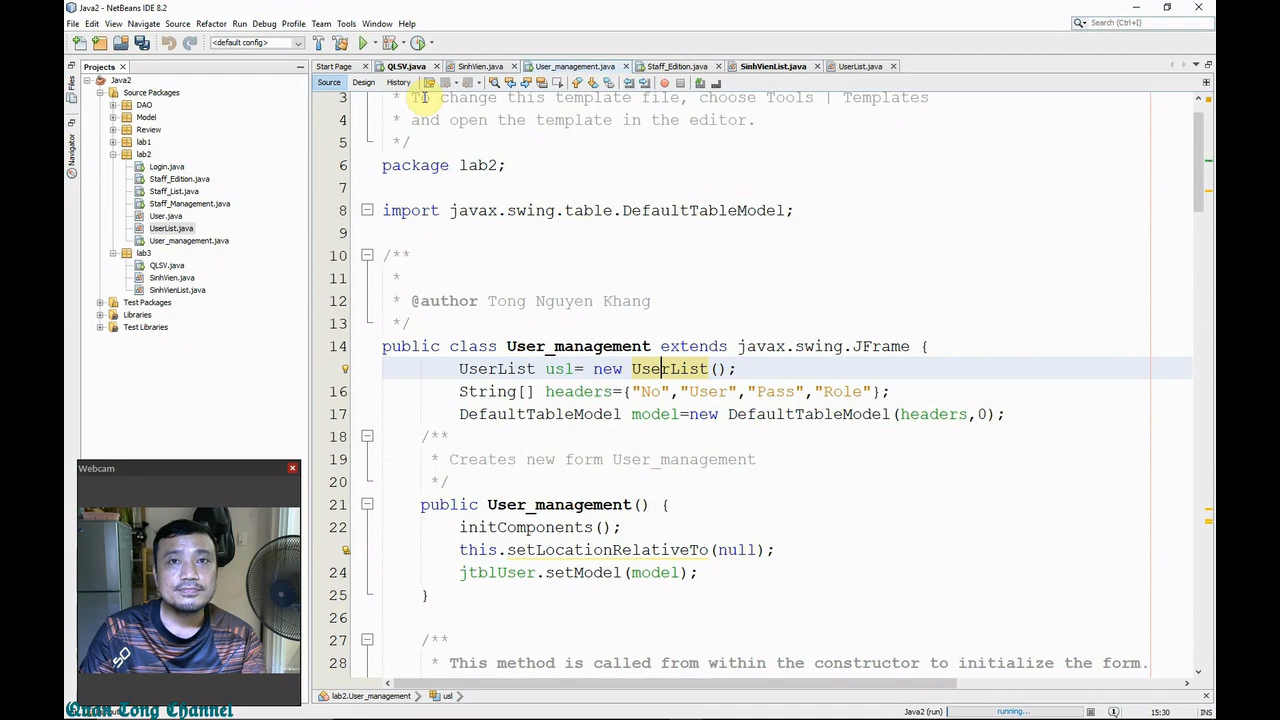 Java2 - NetBeans IDE 8.2
File Edit View Navigate Source Refactor Run Debug Profile Team Tools Window Help
Search (Ctrl+I)
<default config>
Projects
Files
Navigator
Java2
Source Packages
DAO
Model
Review
lab1
lab2
Login.java
Staff_Edition.java
Staff_List.java
Staff_Management.java
User.java
UserList.java
User_management.java
lab3
QLSV.java
SinhVien.java
SinhVienList.java
Test Packages
Libraries
Test Libraries
Start Page QLSV.java SinhVien.java User_management.java Staff_Edition.java SinhVienList.java UserList.java
Source Design History
3 * To change this template file, choose Tools | Templates
4 * and open the template in the editor.
5 */
6 package lab2;
7
8 import javax.swing.table.DefaultTableModel;
9
10 /**
11 *
12 * @author Tong Nguyen Khang
13 */
14 public class User_management extends javax.swing.JFrame {
UserList usl= new UserList();
16 String[] headers={"No","User","Pass","Role"};
17 DefaultTableModel model=new DefaultTableModel(headers,0);
18 /**
19 * Creates new form User_management
20 */
21 public User_management() {
22 initComponents();
this.setLocationRelativeTo(null);
24 jtblUser.setModel(model);
25 }
26
27 /**
28 * This method is called from within the constructor to initialize the form.
lab2.User_management usl
Webcam
50
Quan Tong Channel
Java2 (run) running... 1 15:30 INS